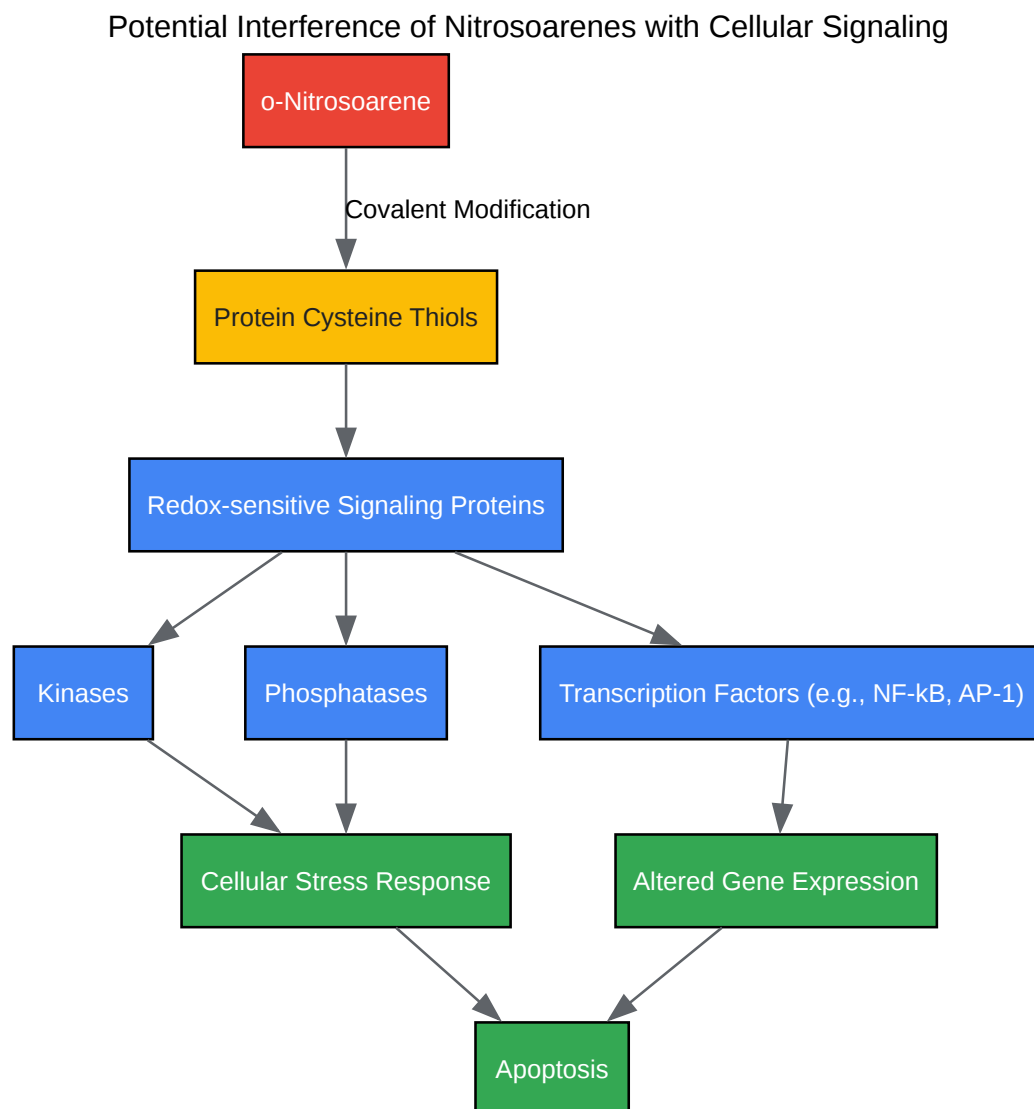 Potential Interference of Nitrosoarenes with Cellular Signaling
o-Nitrosoarene
Covalent Modification
Protein Cysteine Thiols
Redox-sensitive Signaling Proteins
Kinases
Phosphatases
Transcription Factors (e.g., NF-kB, AP-1)
Cellular Stress Response
Altered Gene Expression
Apoptosis